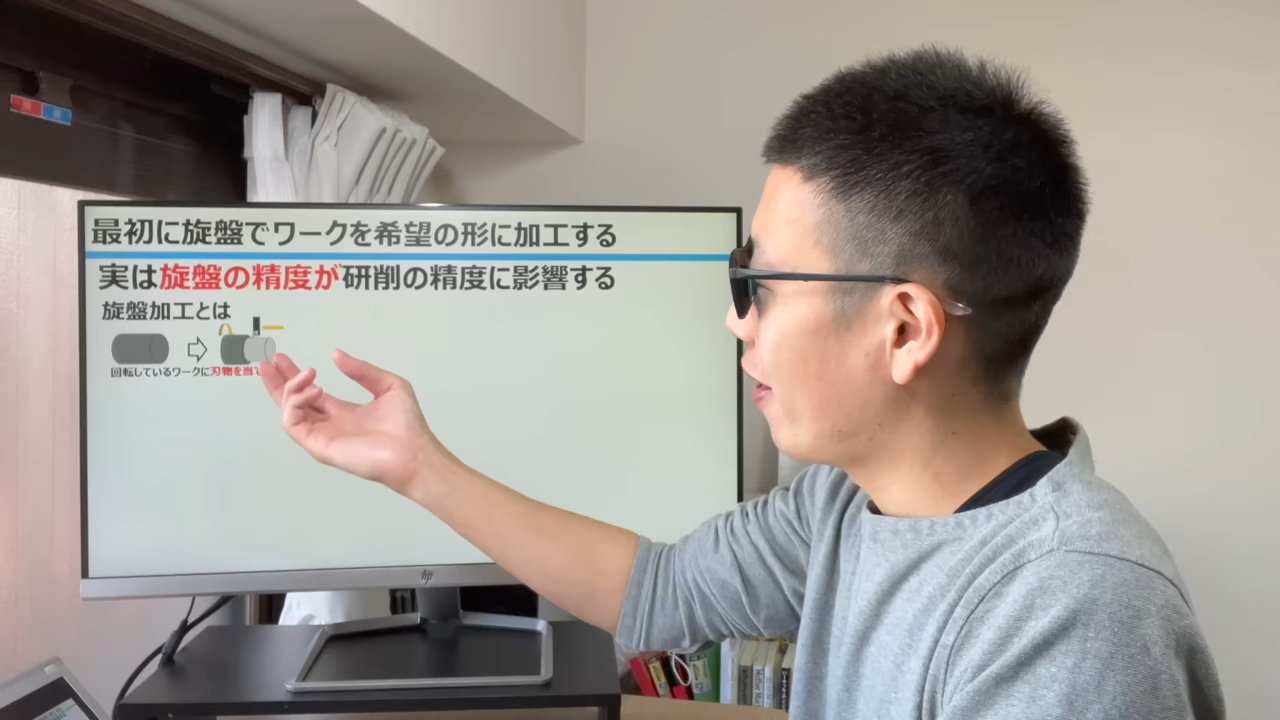 最初に旋盤でワークを希望の形に加工する
実は旋盤の精度が研削の精度に影響する
旋盤加工とは
回転しているワークに刃物を当て
hp